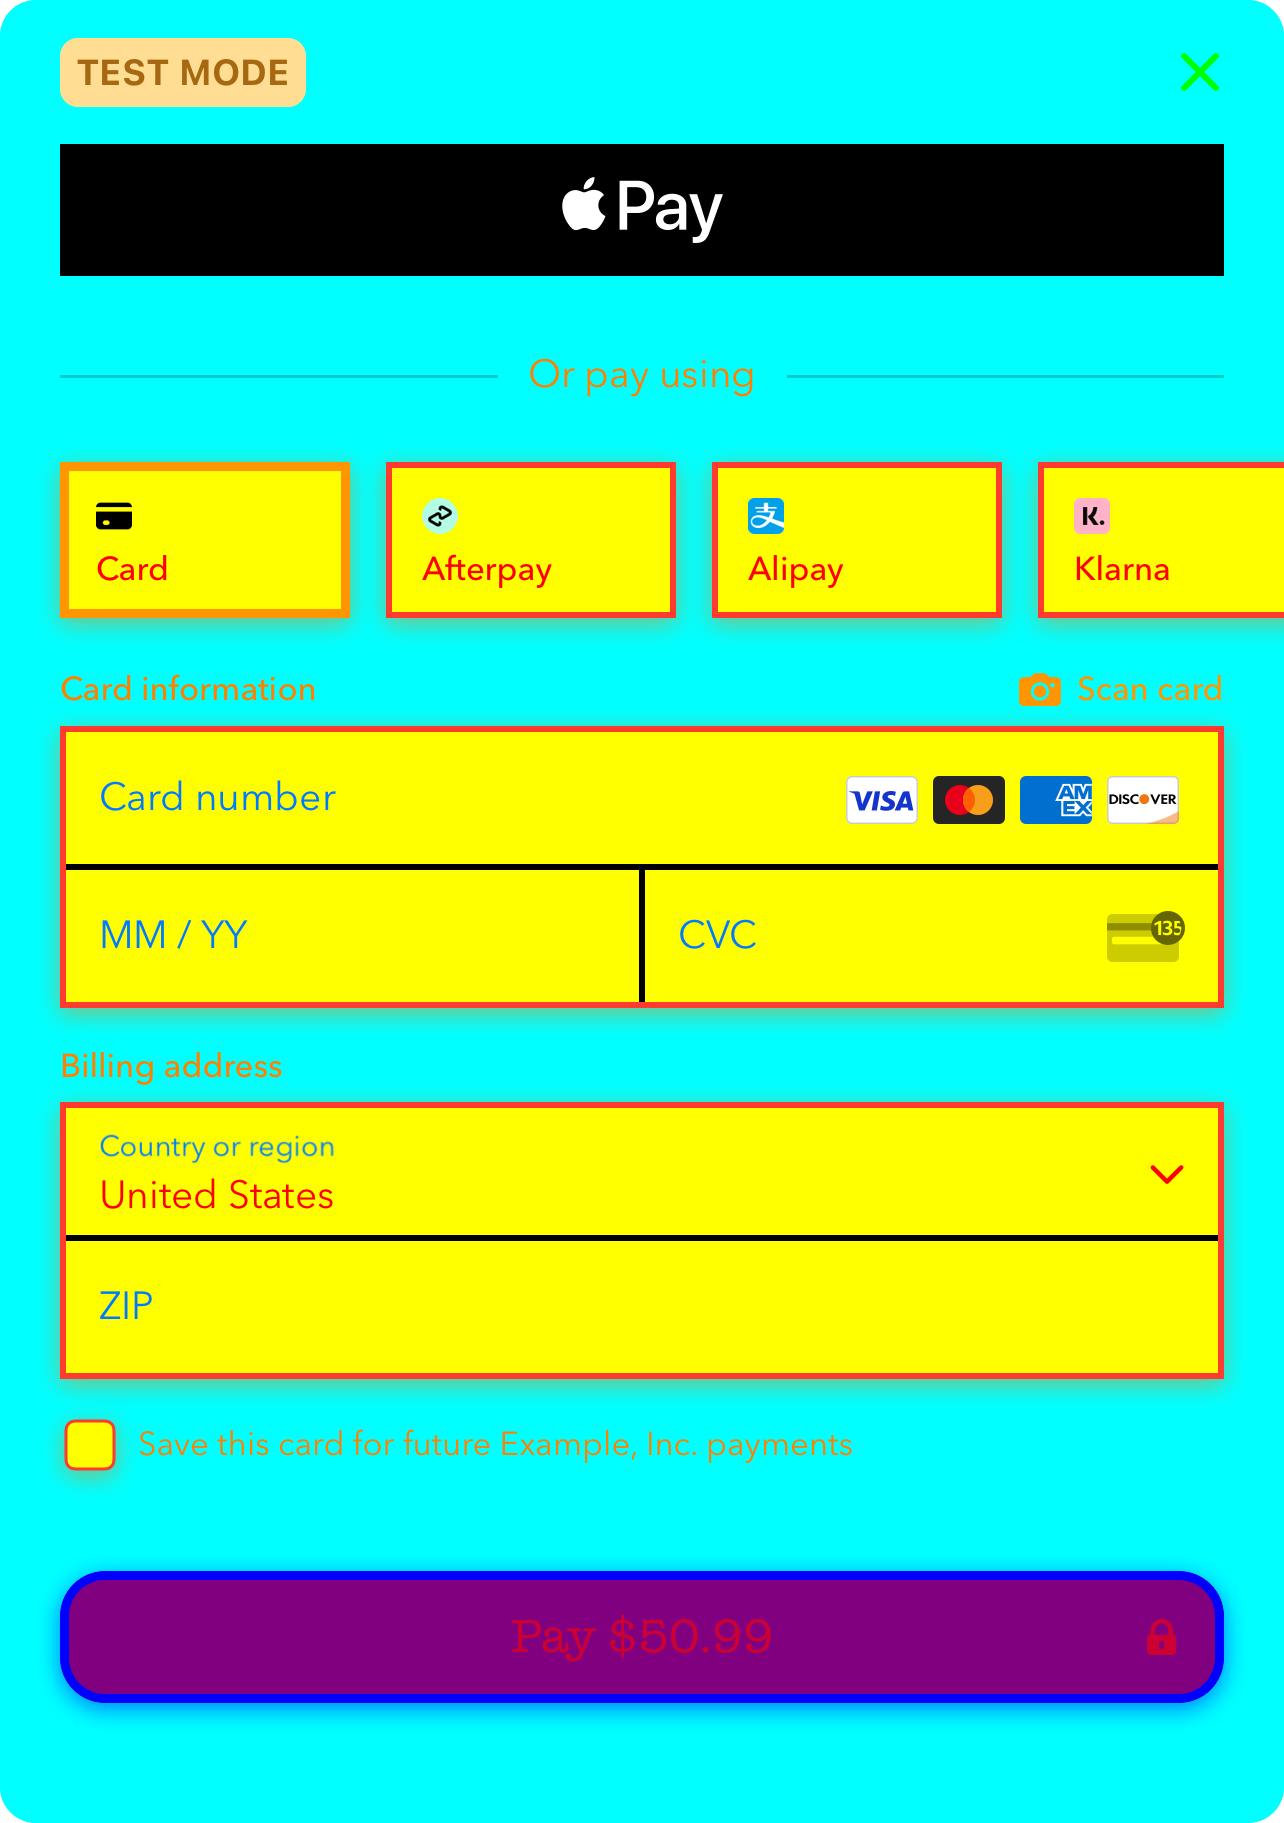 TEST MODE
Pay
Or pay using
Card
Afterpay
支
Alipay
K.
Klarna
Card information
Scan card
Card number
VISA
AM
EX
DISCOVER
MM / YY
CVC
135
Billing address
Country or region
United States
ZIP
Save this card for future Example, Inc. payments
Pay $50.99